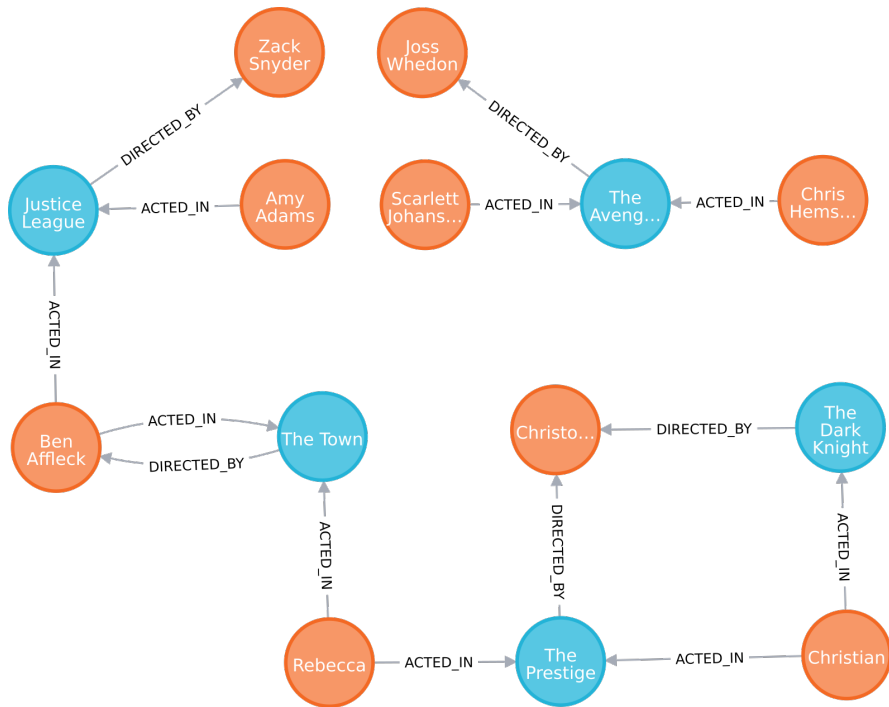 Zack
Snyder
Joss
Whedon
DIRECTED_BY
DIRECTED_BY
Justice
League
ACTED_IN
Amy
Adams
Scarlett
Johans…
ACTED_IN
The
Aveng…
ACTED_IN
Chris
Hems…
ACTED_IN
Ben
Affleck
ACTED_IN
DIRECTED_BY
The Town
Christo…
DIRECTED_BY
The
Dark
Knight
ACTED_IN
DIRECTED_BY
ACTED_IN
Rebecca
ACTED_IN
The
Prestige
ACTED_IN
Christian